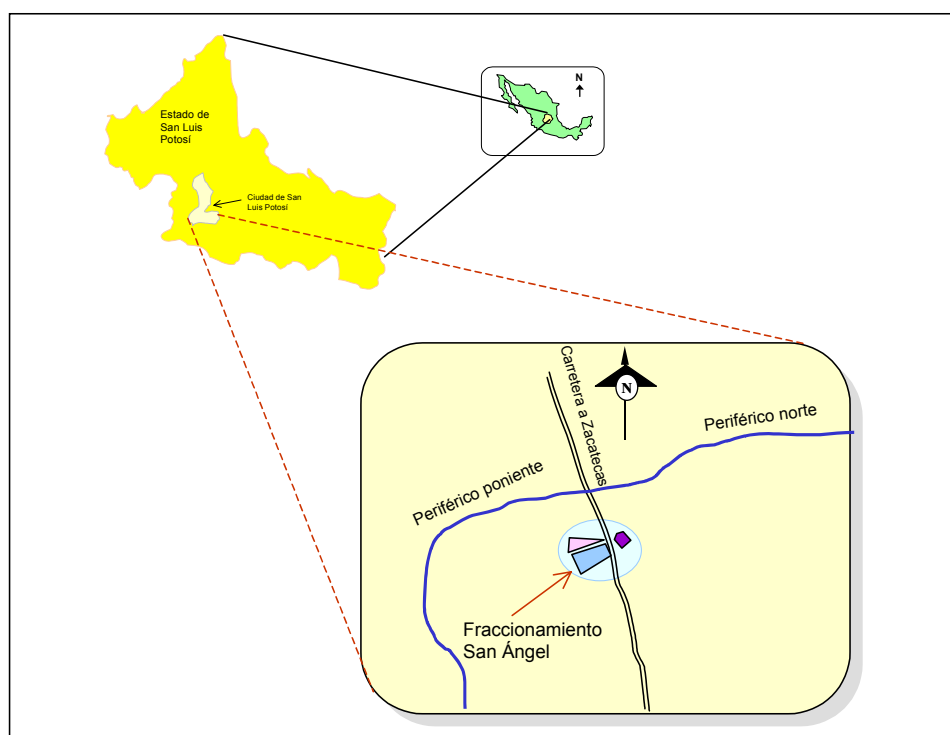 Estado de
San Luis
Potosí
Ciudad de San
Luis Potosí
N
Carretera a Zacatecas
N
Periférico norte
Periférico poniente
Fraccionamiento
San Ángel